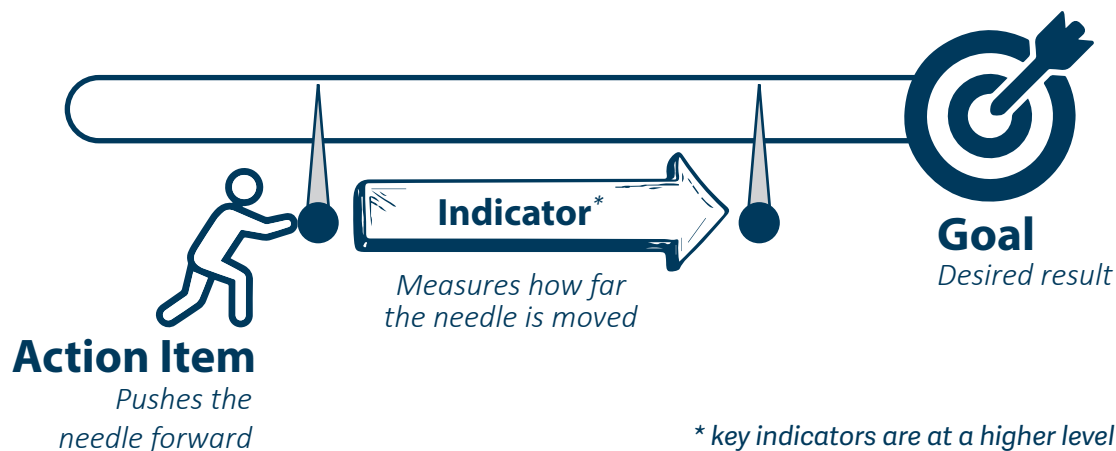 Indicator*
Measures how far
the needle is moved
Goal
Desired result
Action Item
Pushes the
needle forward
* key indicators are at a higher level